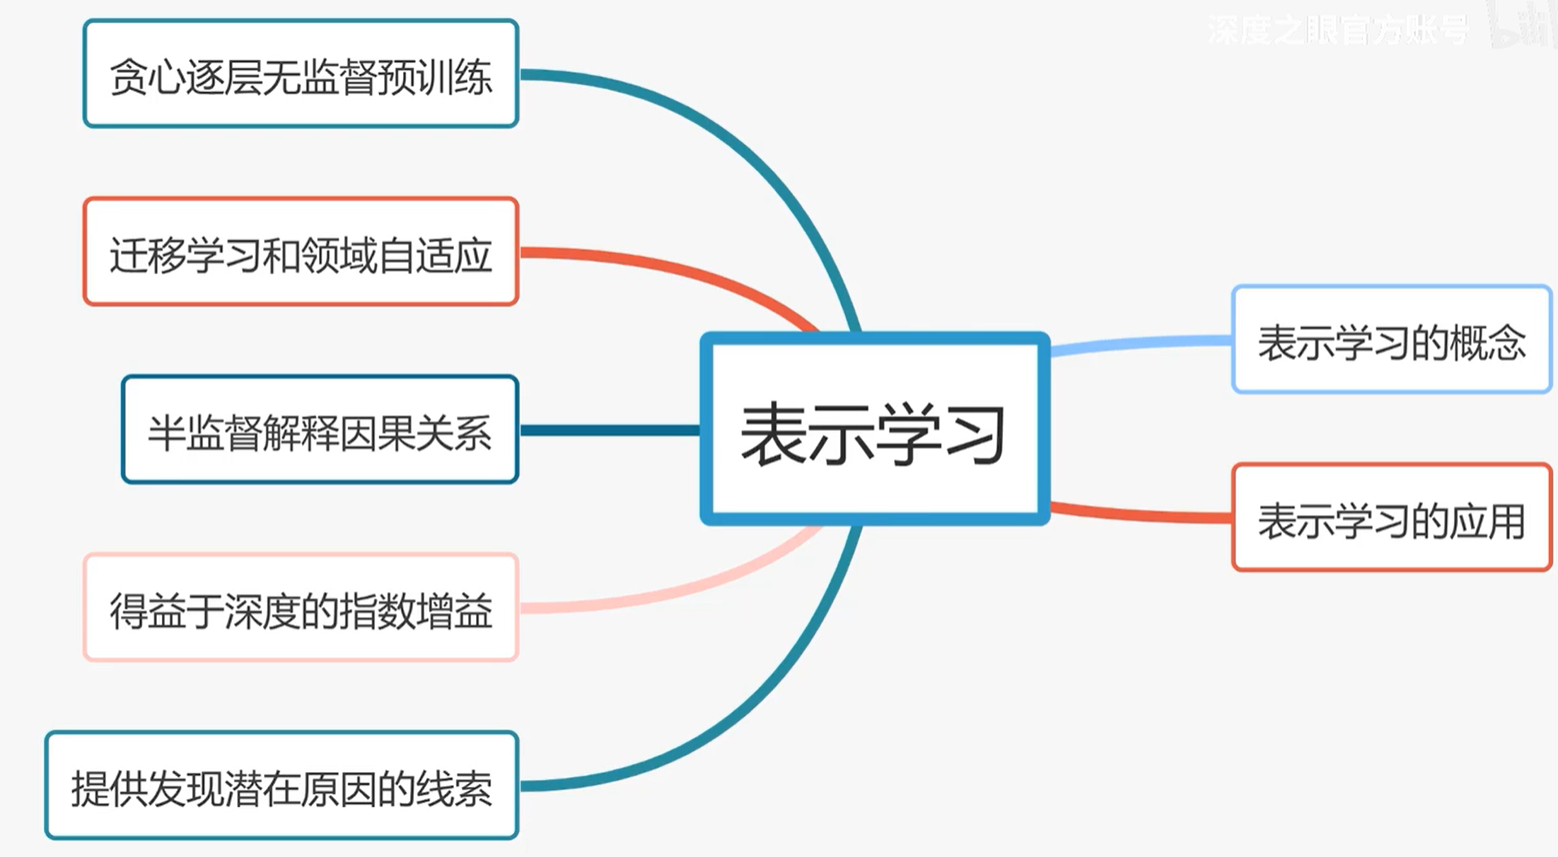 深度之眼官方账号
贪心逐层无监督预训练
迁移学习和领域自适应
半监督解释因果关系
得益于深度的指数增益
提供发现潜在原因的线索
表示学习
表示学习的概念
表示学习的应用